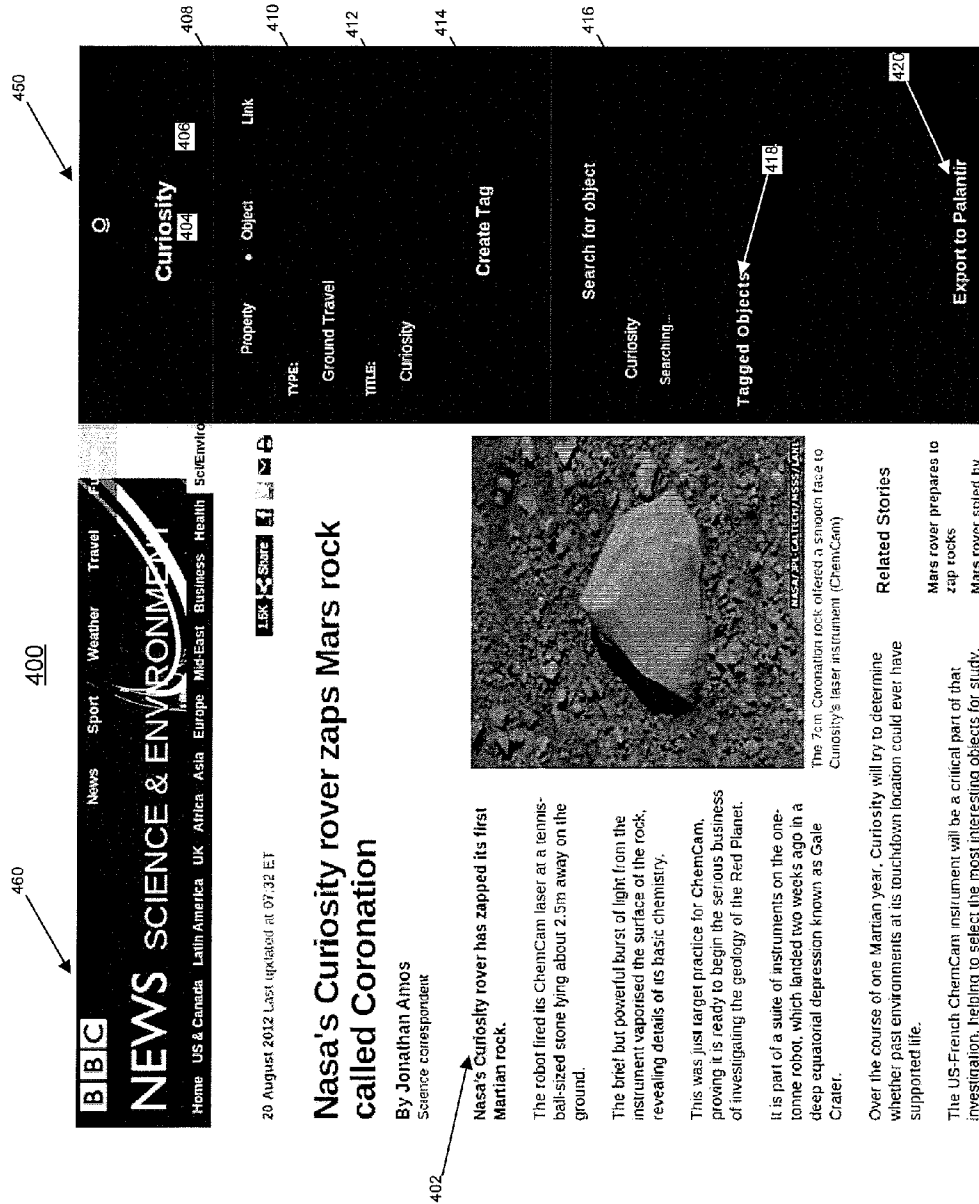 400
460
450
BBC
News Sport Weather Travel
NEWS SCIENCE & ENVIRONMENT
Home US & Canada Latin America UK Africa Asia Europe Mid-East Business Health Sci/Enviro
20 August 2012 Last updated at 07:32 ET
1.6K Share
Nasa's Curiosity rover zaps Mars rock
called Coronation
By Jonathan Amos
Science correspondent
402
Nasa's Curiosity rover has zapped its first
Martian rock.
The robot fired its ChemCam laser at a tennis-
ball-sized stone lying about 2.5m away on the
ground.
The brief but powerful burst of light from the
instrument vaporised the surface of the rock,
revealing details of its basic chemistry.
This was just target practice for ChemCam,
proving it is ready to begin the serious business
of investigating the geology of the Red Planet.
It is part of a suite of instruments on the one-
tonne robot, which landed two weeks ago in a
deep equatorial depression known as Gale
Crater.
Over the course of one Martian year, Curiosity will try to determine
whether past environments at its touchdown location could ever have
supported life.
The US-French ChemCam instrument will be a critical part of that
investigation, helping to select the most interesting objects for study.
NASA/JPL-CALTECH/MSSS/LANL
The 7cm Coronation rock offered a smooth face to
Curiosity's laser instrument (ChemCam)
Related Stories
Mars rover prepares to
zap rocks
Mars rover spied by
Curiosity
404
406
408
Property • Object Link
410
TYPE:
Ground Travel
412
TITLE:
Curiosity
414
Create Tag
416
Search for object
Curiosity
Searching...
Tagged Objects
418
Export to Palantir
420